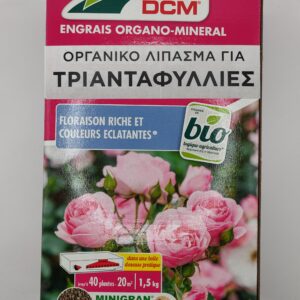 DCM
ENGRAIS ORGANO-MINERAL
ΟΡΓΑΝΙΚΟ ΛΙΠΑΣΜΑ ΓΙΑ
ΤΡΙΑΝΤΑΦΥΛΛΙΕΣ
FLORAISON RICHE ET
COULEURS ECLATANTES
bio
40 plantes - 20 m² 1,5 kg
MINIGRAN